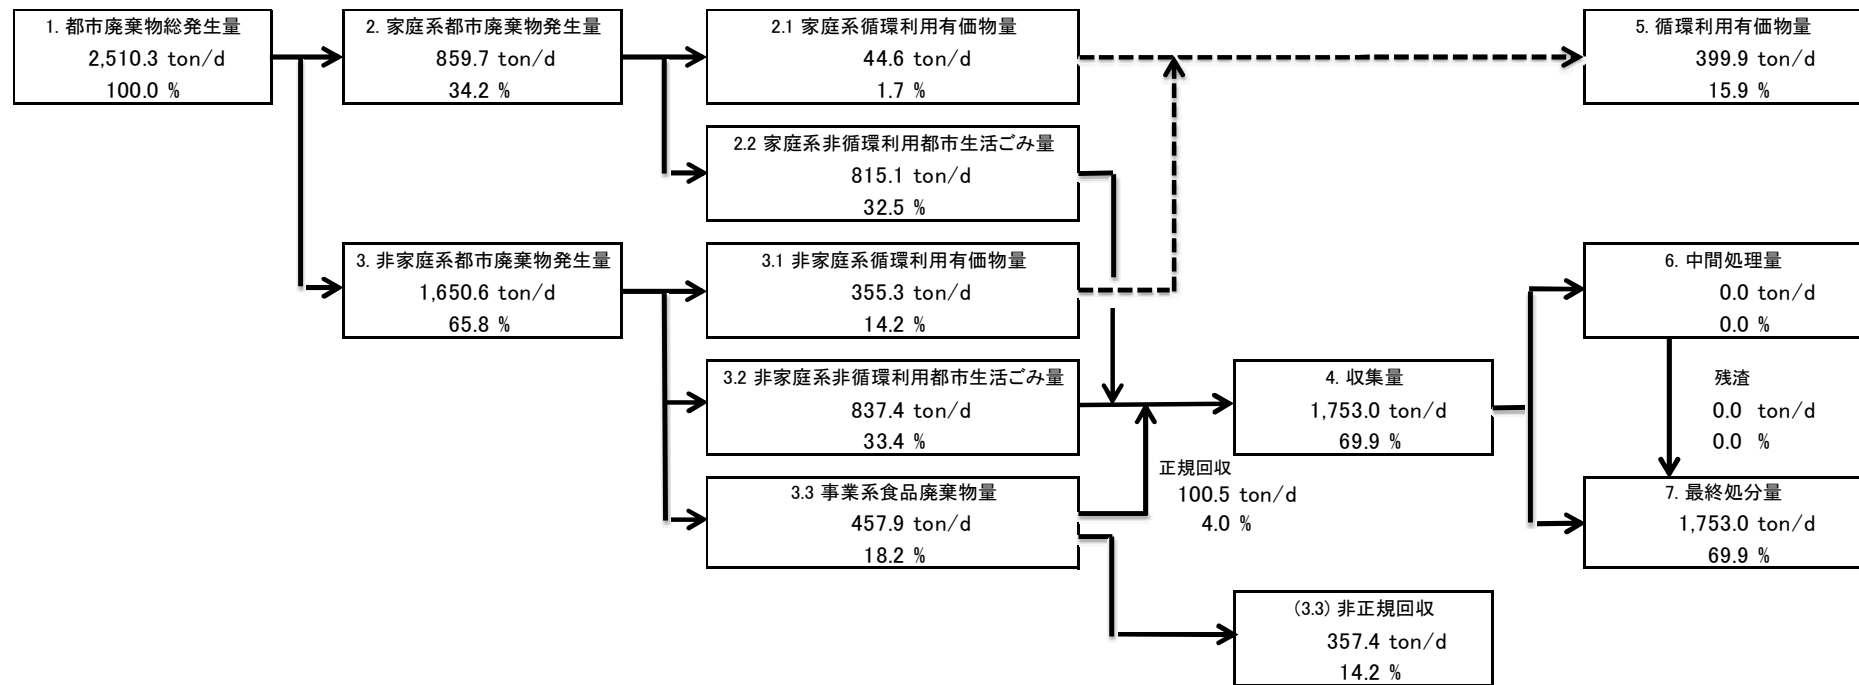 1. 都市廃棄物総発生量
2,510.3 ton/d
100.0 %
2. 家庭系都市廃棄物発生量
859.7 ton/d
34.2 %
2.1 家庭系循環利用有価物量
44.6 ton/d
1.7 %
5. 循環利用有価物量
399.9 ton/d
15.9 %
2.2 家庭系非循環利用都市生活ごみ量
815.1 ton/d
32.5 %
3. 非家庭系都市廃棄物発生量
1,650.6 ton/d
65.8 %
3.1 非家庭系循環利用有価物量
355.3 ton/d
14.2 %
6. 中間処理量
0.0 ton/d
0.0 %
3.2 非家庭系非循環利用都市生活ごみ量
837.4 ton/d
33.4 %
4. 収集量
1,753.0 ton/d
69.9 %
残渣
0.0 ton/d
0.0 %
3.3 事業系食品廃棄物量
457.9 ton/d
18.2 %
正規回収
100.5 ton/d
4.0 %
7. 最終処分量
1,753.0 ton/d
69.9 %
(3.3) 非正規回収
357.4 ton/d
14.2 %